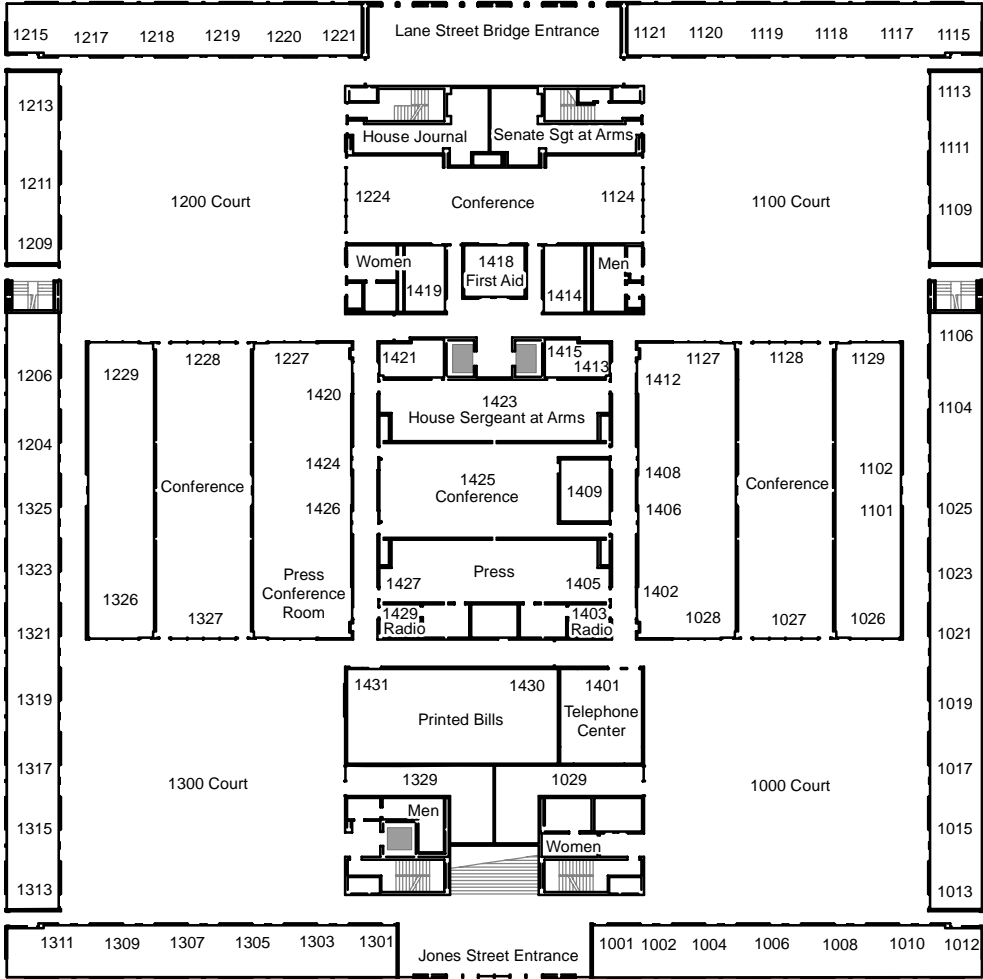 1215 1217 1218 1219 1220 1221 Lane Street Bridge Entrance 1121 1120 1119 1118 1117 1115
1213 1113
House Journal Senate Sgt at Arms
1111
1211
1200 Court 1224 Conference 1124 1100 Court
1109
1209
Women 1418 Men
First Aid
1419 1414
1106
1229 1228 1227 1421 1415 1127 1128 1129
1413
1206 1412
1420 1423
1204 House Sergeant at Arms 1104
1424 1408 1102
1425
Conference Conference 1409 Conference
1325 1426 1406 1101 1025
1323 Press Press 1023
Conference 1427 1405
Room
1326 1402
1327 1429 1403 1028 1027 1026
Radio Radio
1321 1021
1431 1430 1401
1319 1019
Printed Bills Telephone
Center
1317 1017
1300 Court 1329 1029 1000 Court
Men
1315 1015
Women
1313 1013
1311 1309 1307 1305 1303 1301 1001 1002 1004 1006 1008 1010 1012
Jones Street Entrance